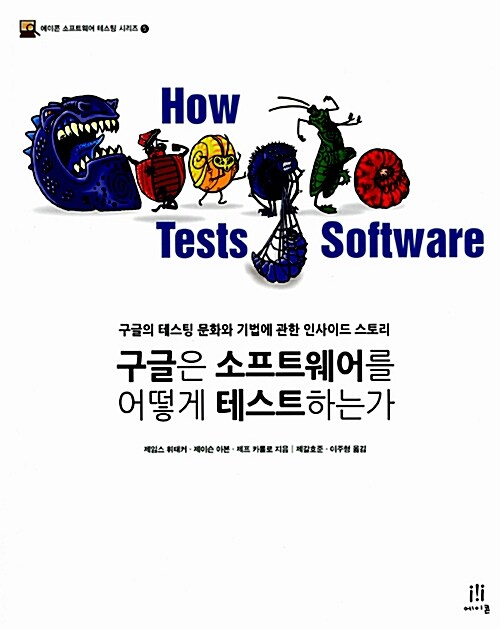 에이콘 소프트웨어 테스팅 시리즈 5
How
Google
Tests Software
구글의 테스팅 문화와 기법에 관한 인사이드 스토리
구글은 소프트웨어를
어떻게 테스트하는가
제임스 휘태커 · 제이슨 아본 · 제프 카롤로 지음 | 제갈호준 · 이주형 옮김
에이콘